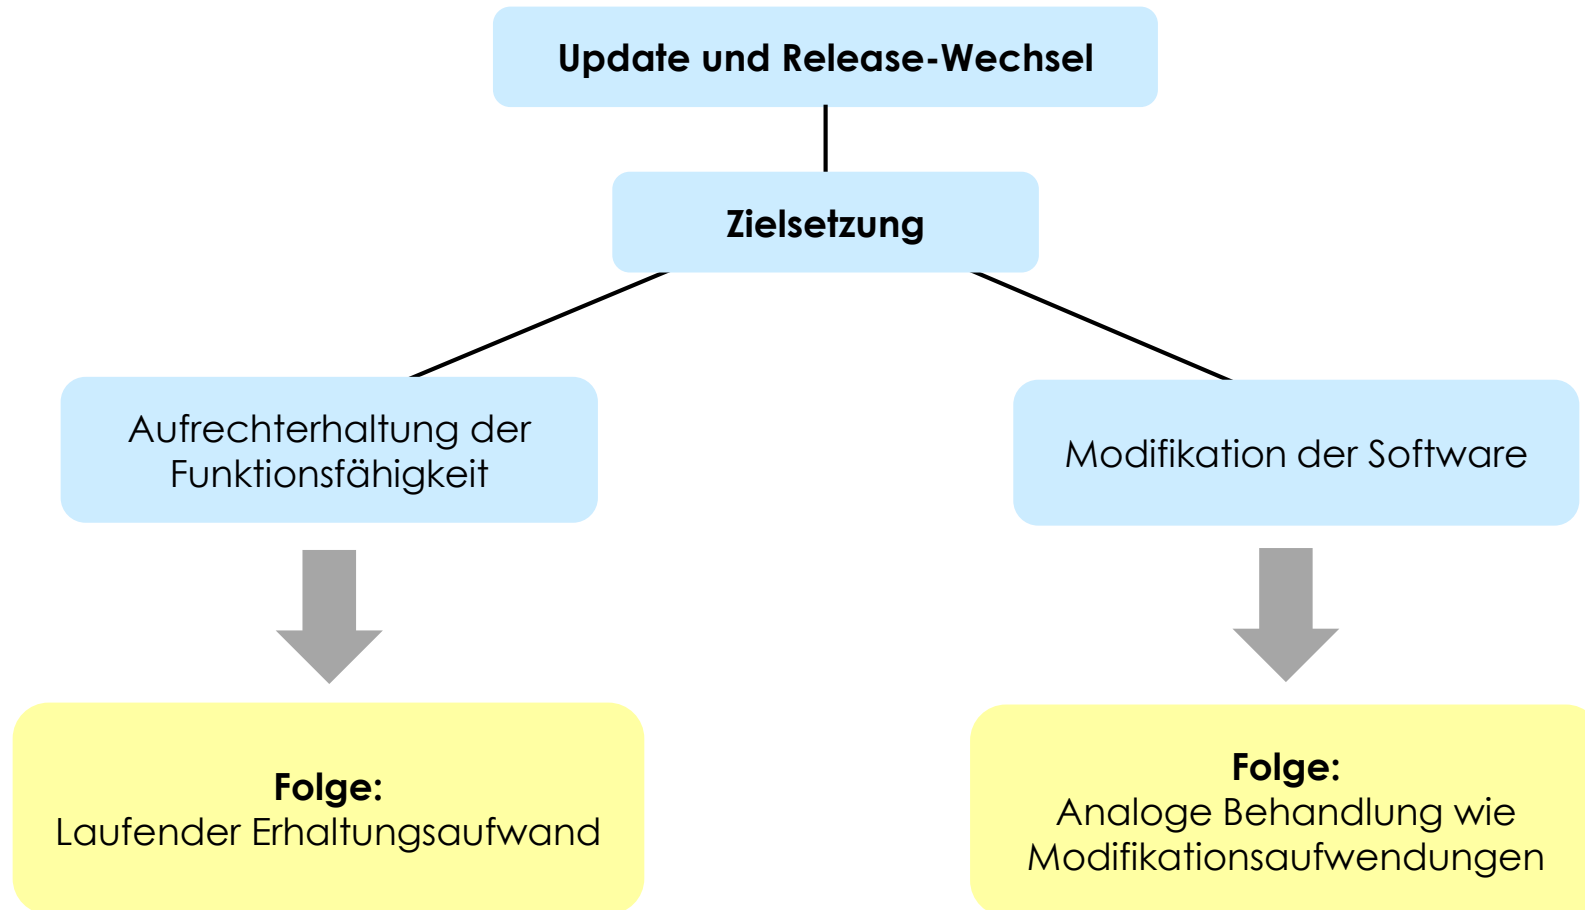 Update und Release-Wechsel
Zielsetzung
Aufrechterhaltung der
Funktionsfähigkeit
Modifikation der Software
Folge:
Laufender Erhaltungsaufwand
Folge:
Analoge Behandlung wie
Modifikationsaufwendungen